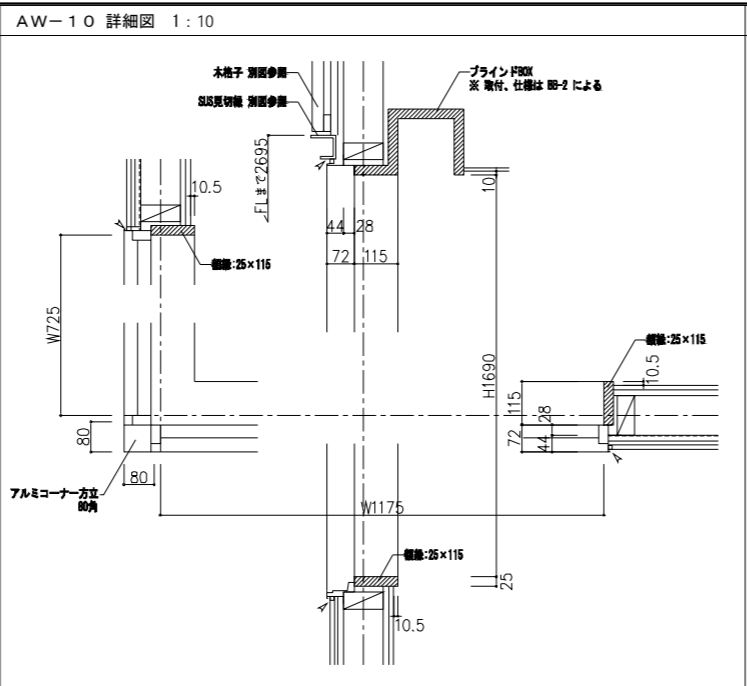 AW－10 詳細図 1：10
木格子 別図参照
SUS見切縁 別図参照
ブラインドBOX
※ 取付、仕様は BB-2 による
FLまで2695
10.5
10
44
28
72
115
額縁:25×115
W725
H1690
額縁:25×115
10.5
115
28
72
44
80
80
アルミコーナー方立
80角
W1175
額縁:25×115
25
10.5